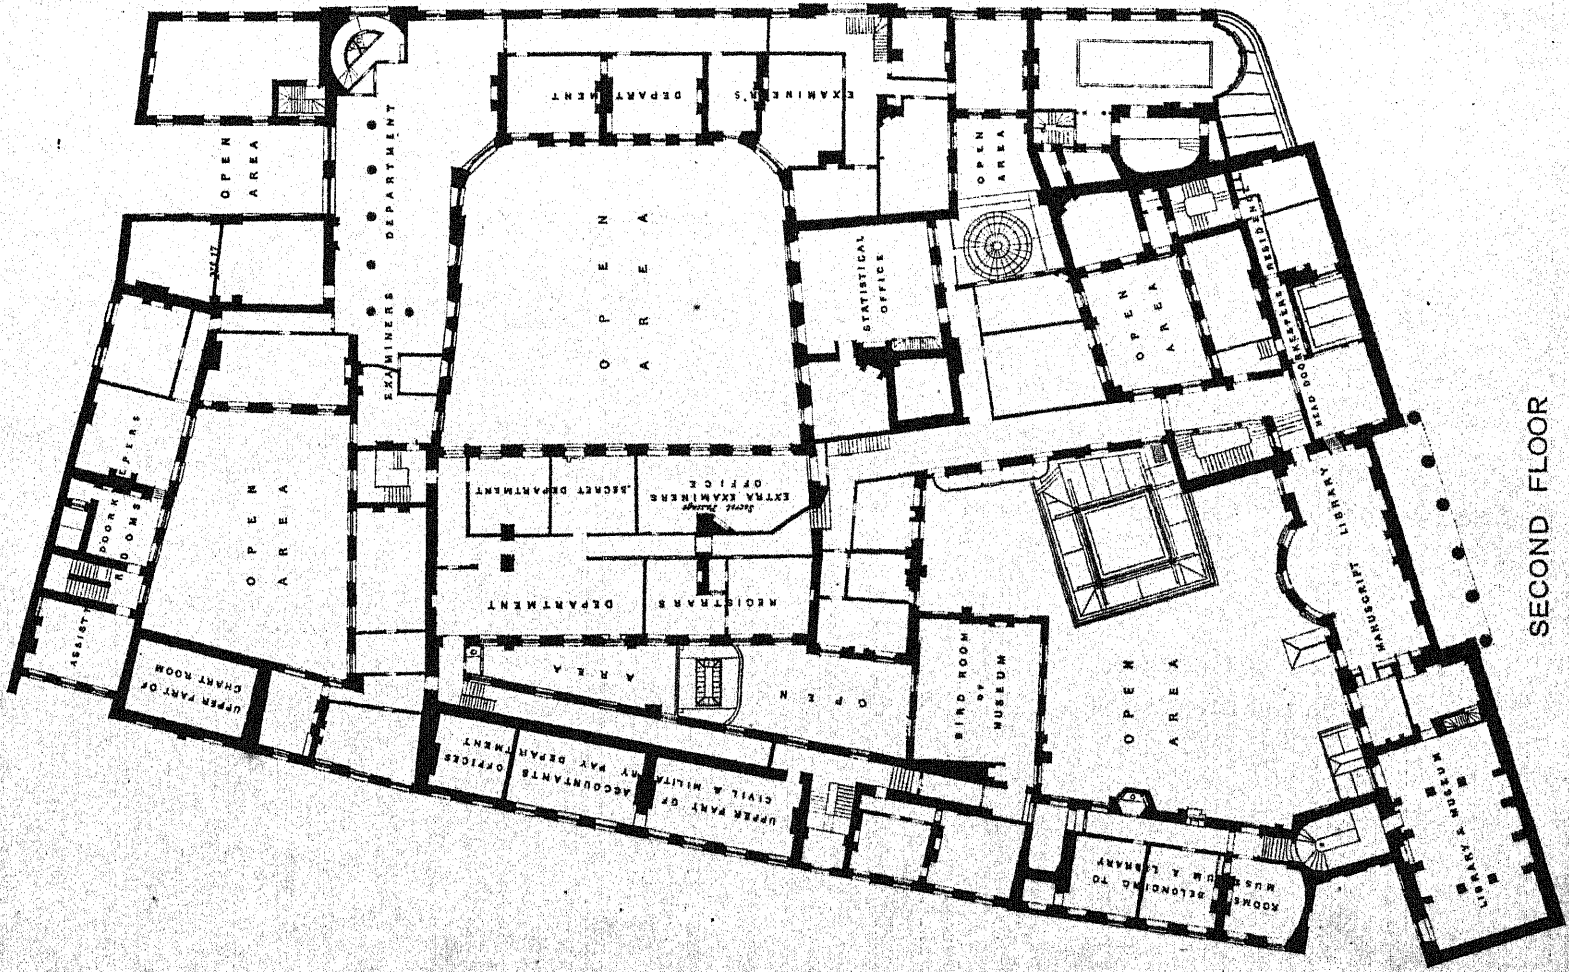 EXAMINER'S DEPARTMENT
OPEN
AREA
EXAMINERS DEPARTMENT
OPEN
AREA
Nº 17
OPEN
AREA
STATISTICAL
OFFICE
OPEN
AREA
HEAD DOORKEEPERS RESIDENCE
DOORKEEPERS
ROOMS
ASSIST
OPEN
AREA
SECRET DEPARTMENT
EXTRA EXAMINERS
OFFICE
Secret Passage
REGISTRARS DEPARTMENT
OPEN AREA
UPPER PART OF
CHART ROOM
OFFICES
ACCOUNTANTS
UPPER PART OF
CIVIL & MILITARY PAY DEPARTMENT
BIRD ROOM
OF
MUSEUM
OPEN
AREA
MANUSCRIPT LIBRARY
LIBRARY & MUSEUM
ROOMS BELONGING TO
MUSEUM & LIBRARY
SECOND FLOOR